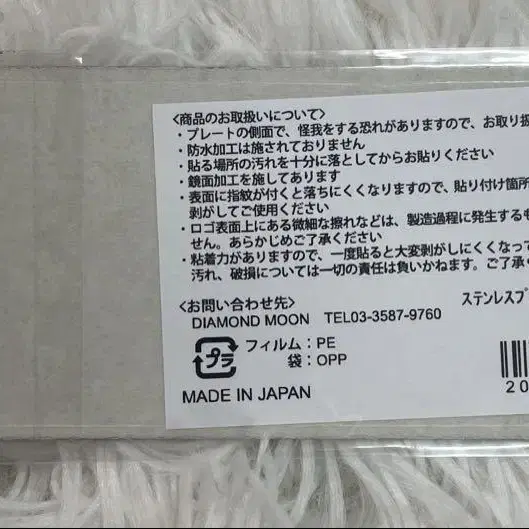 <商品のお取扱いについて>
・プレートの側面で、怪我をする恐れがありますので、お取り扱
・防水加工は施されておりません
・貼る場所の汚れを十分に落としてからお貼りください
・鏡面加工を施してあります
・表面に指紋が付くと落ちにくくなりますので、貼り付け箇所
剥がしてご使用ください
・ロゴ表面上にある微細な擦れなどは、製造過程に発生するも
せん。あらかじめご了承ください
・粘着力がありますので、一度貼ると大変剥がしにくくなって
汚れ、破損については一切の責任は負いかねます。ご了承く
<お問い合わせ先>
ステンレスプ
DIAMOND MOON TEL03-3587-9760
プラ
フィルム:PE
袋:OPP
MADE IN JAPAN
20